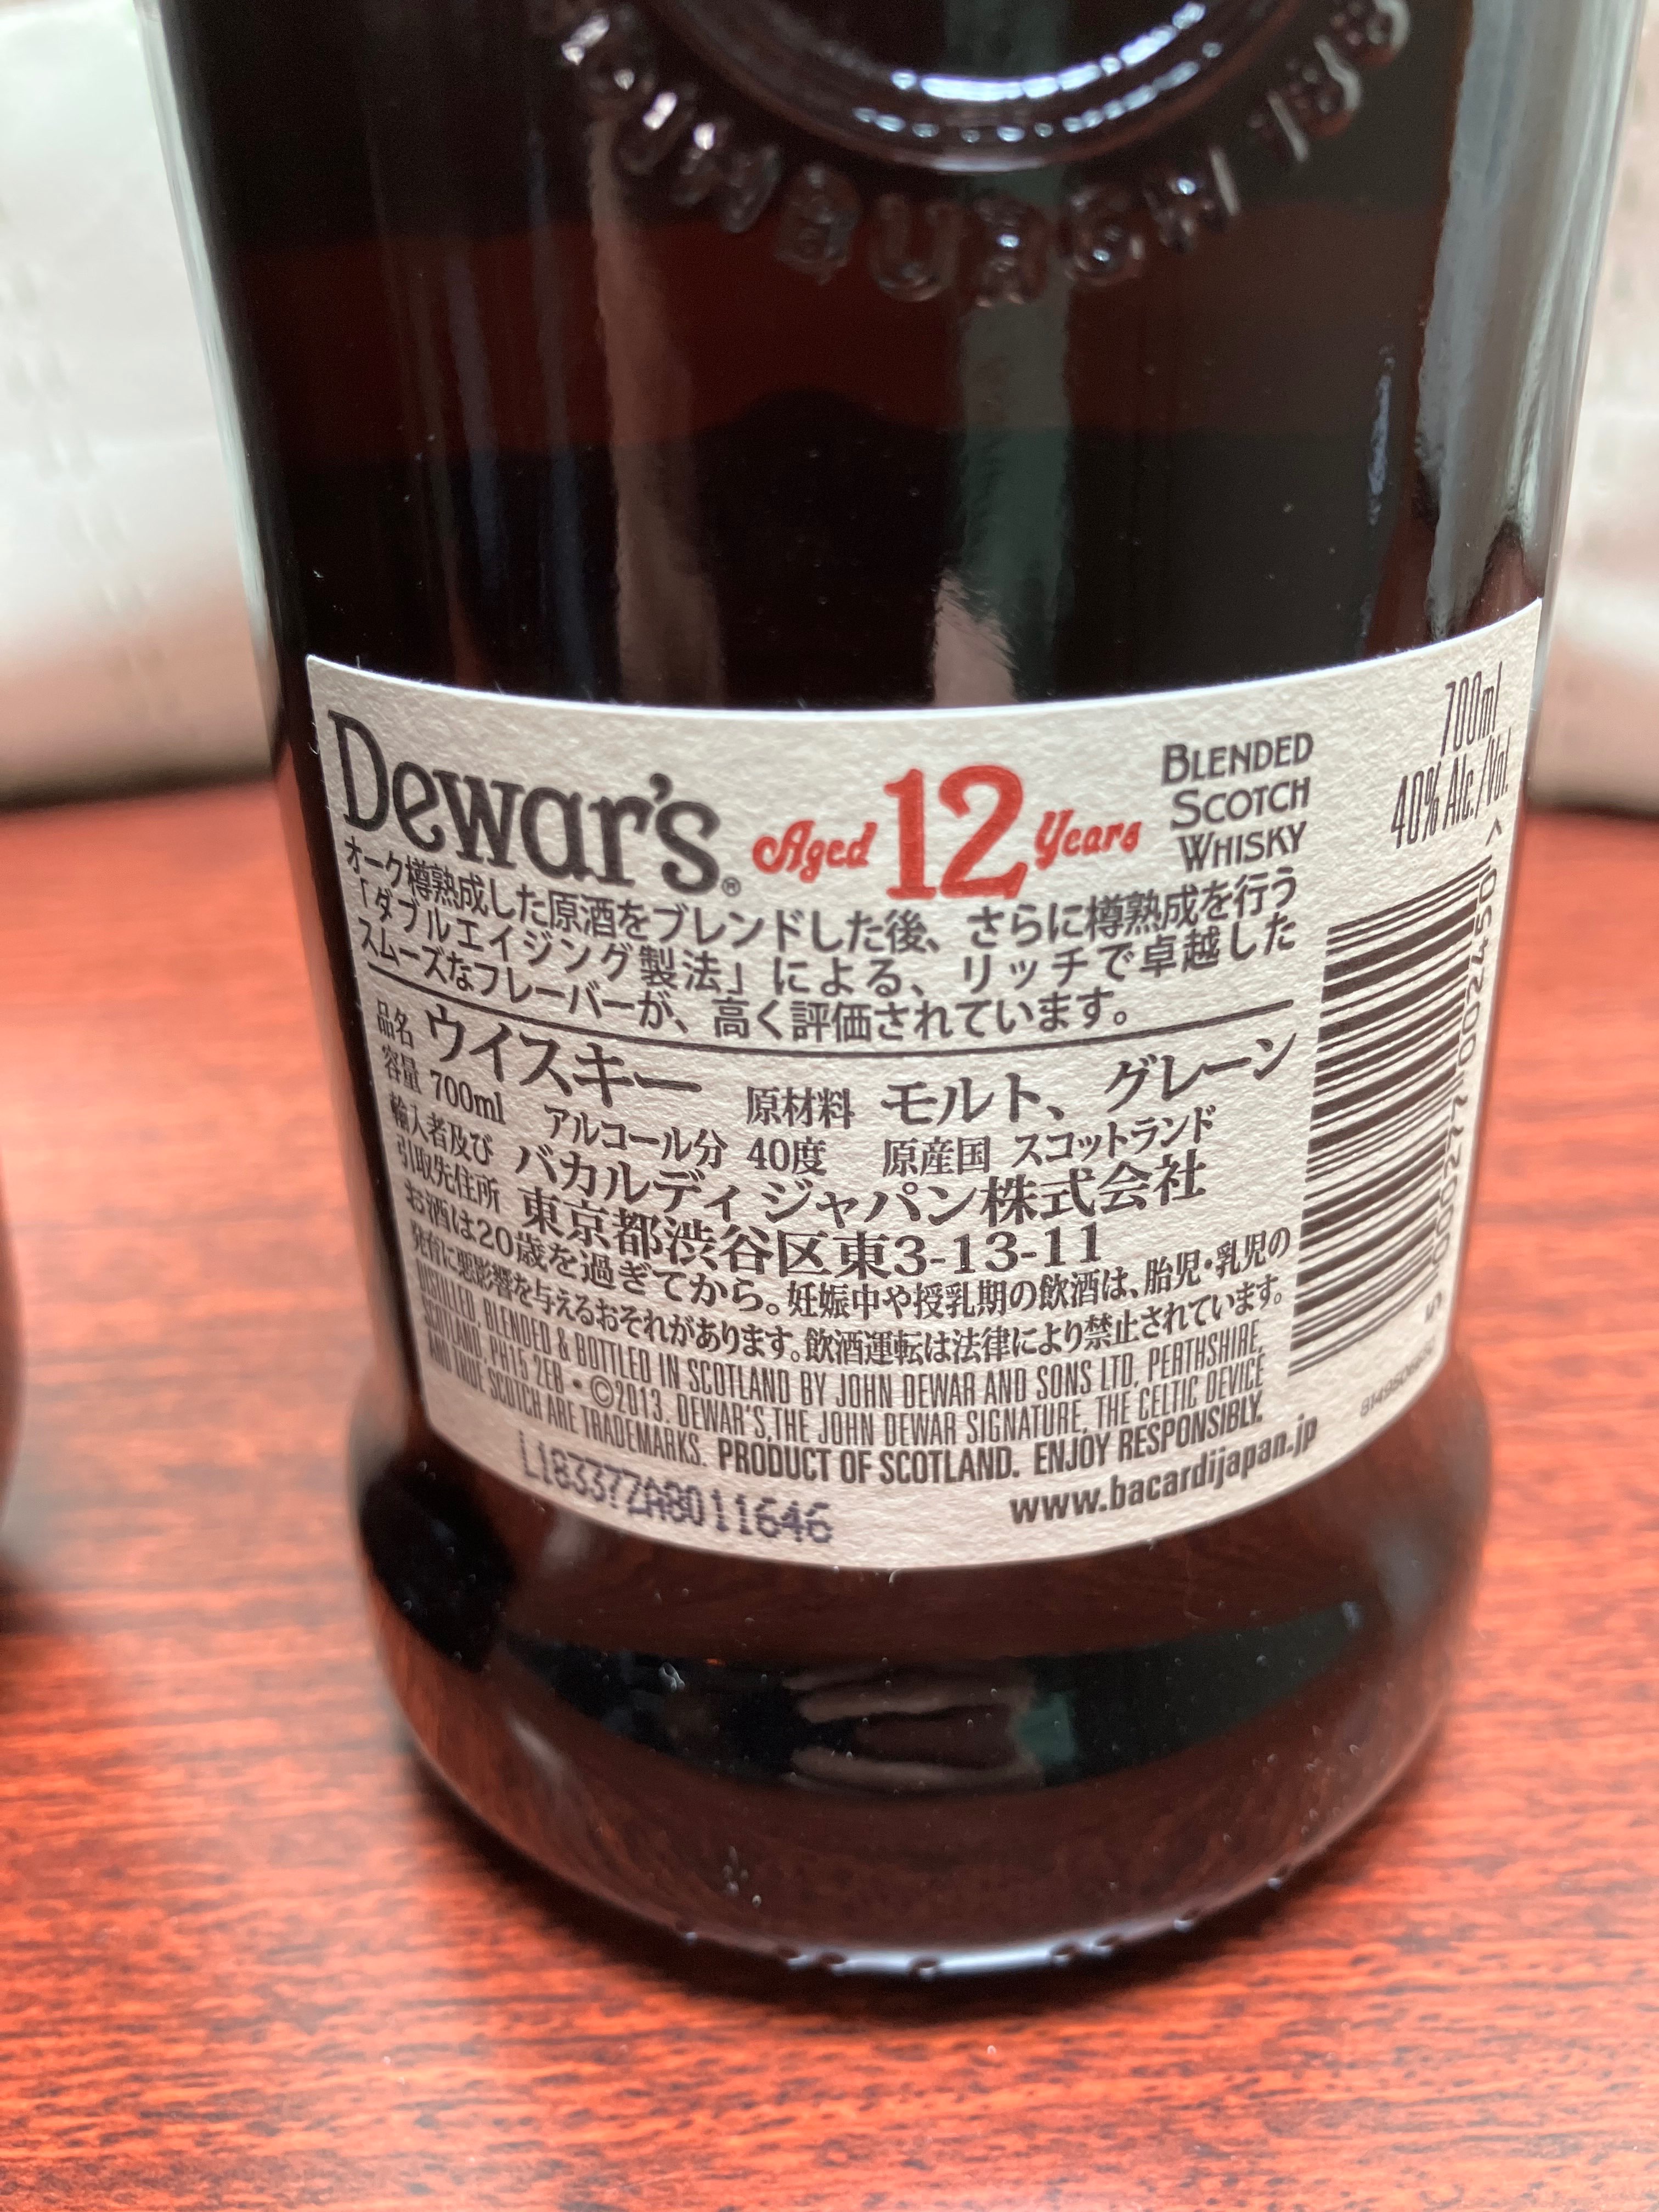 Dewar's® Aged 12 Years
BLENDED
SCOTCH
WHISKY
700ml
40% Alc./Vol.
オーク樽熟成した原酒をブレンドした後、さらに樽熟成を行う
「ダブルエイジング製法」による、リッチで卓越した
スムーズなフレーバーが、高く評価されています。
品名 ウイスキー 原材料 モルト、グレーン
容量 700ml アルコール分 40度 原産国 スコットランド
輸入者及び バカルディ ジャパン株式会社
引取先住所 東京都渋谷区東3-13-11
お酒は20歳を過ぎてから。妊娠中や授乳期の飲酒は、胎児・乳児の
発育に悪影響を与えるおそれがあります。飲酒運転は法律により禁止されています。
DISTILLED, BLENDED & BOTTLED IN SCOTLAND BY JOHN DEWAR AND SONS LTD, PERTHSHIRE,
SCOTLAND, PH15 2EB • ©2013. DEWAR'S, THE JOHN DEWAR SIGNATURE, THE CELTIC DEVICE
AND TRUE SCOTCH ARE TRADEMARKS. PRODUCT OF SCOTLAND. ENJOY RESPONSIBLY.
www.bacardijapan.jp